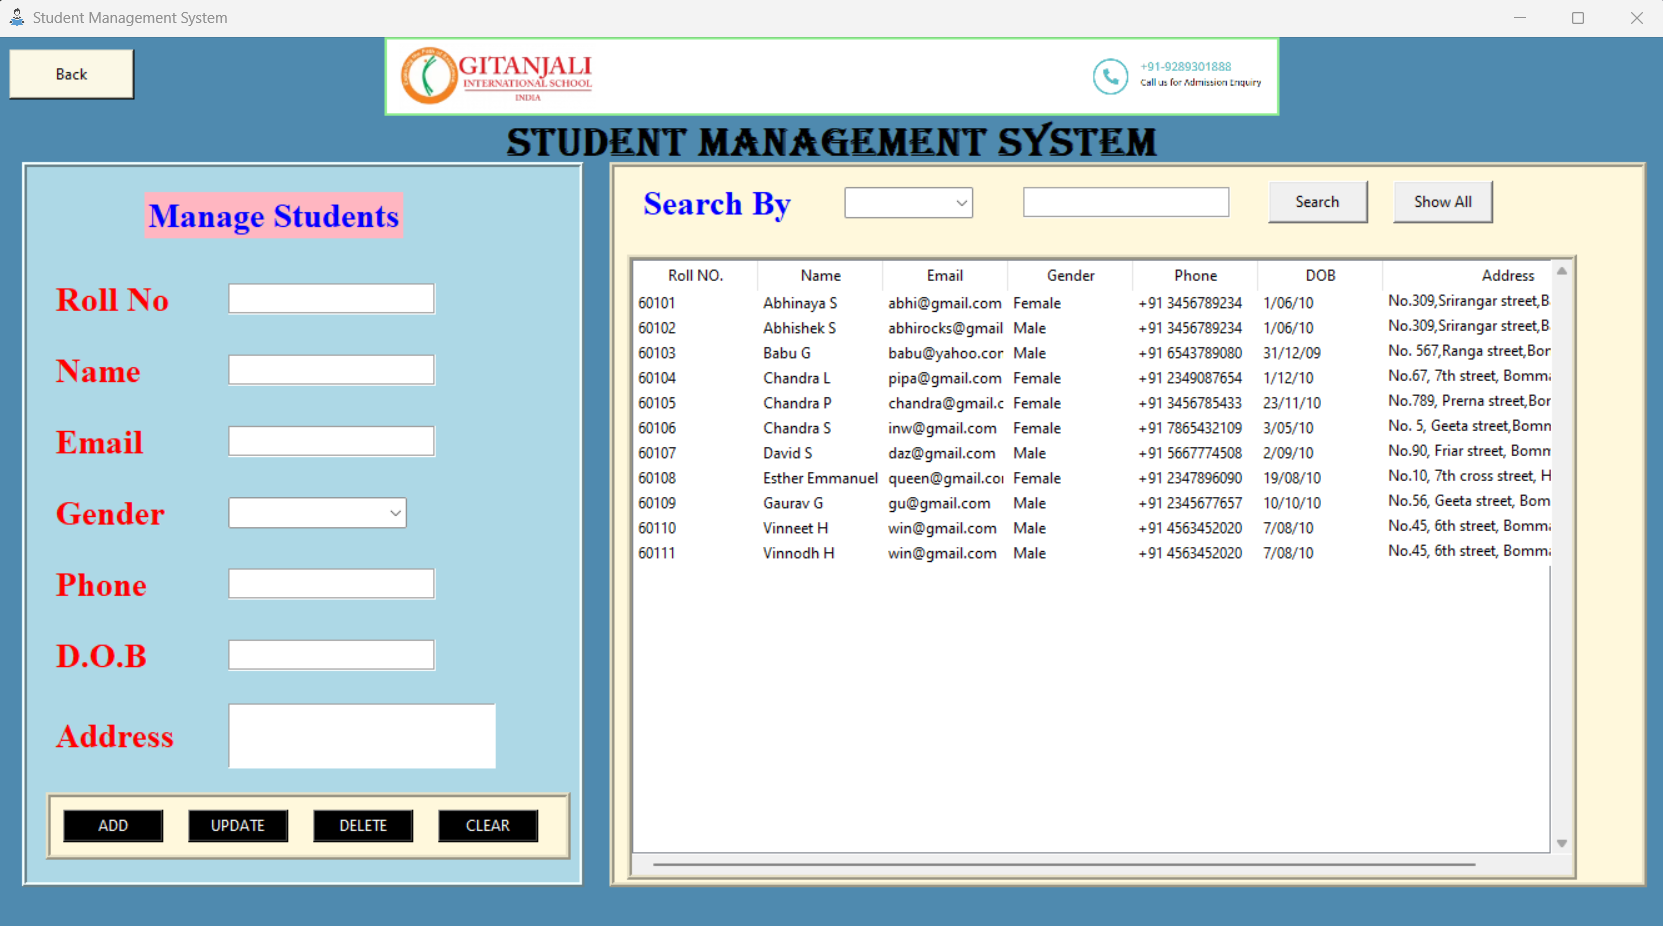 Student Management System
Back
GITANJALI
INTERNATIONAL SCHOOL
INDIA
+91-9289301888
Call us for Admission Enquiry
STUDENT MANAGEMENT SYSTEM
Manage Students
Roll No
Name
Email
Gender
Phone
D.O.B
Address
ADD UPDATE DELETE CLEAR
Search By Search Show All
Roll NO. Name Email Gender Phone DOB Address
60101 Abhinaya S abhi@gmail.com Female +91 3456789234 1/06/10 No.309,Srirangar street,B
60102 Abhishek S abhirocks@gmail Male +91 3456789234 1/06/10 No.309,Srirangar street,B
60103 Babu G babu@yahoo.cor Male +91 6543789080 31/12/09 No. 567,Ranga street,Bor
60104 Chandra L pipa@gmail.com Female +91 2349087654 1/12/10 No.67, 7th street, Bomma
60105 Chandra P chandra@gmail.c Female +91 3456785433 23/11/10 No.789, Prerna street,Bor
60106 Chandra S inw@gmail.com Female +91 7865432109 3/05/10 No. 5, Geeta street,Bomn
60107 David S daz@gmail.com Male +91 5667774508 2/09/10 No.90, Friar street, Bomm
60108 Esther Emmanuel queen@gmail.cor Female +91 2347896090 19/08/10 No.10, 7th cross street, H
60109 Gaurav G gu@gmail.com Male +91 2345677657 10/10/10 No.56, Geeta street, Bom
60110 Vinneet H win@gmail.com Male +91 4563452020 7/08/10 No.45, 6th street, Bomma
60111 Vinnodh H win@gmail.com Male +91 4563452020 7/08/10 No.45, 6th street, Bomma